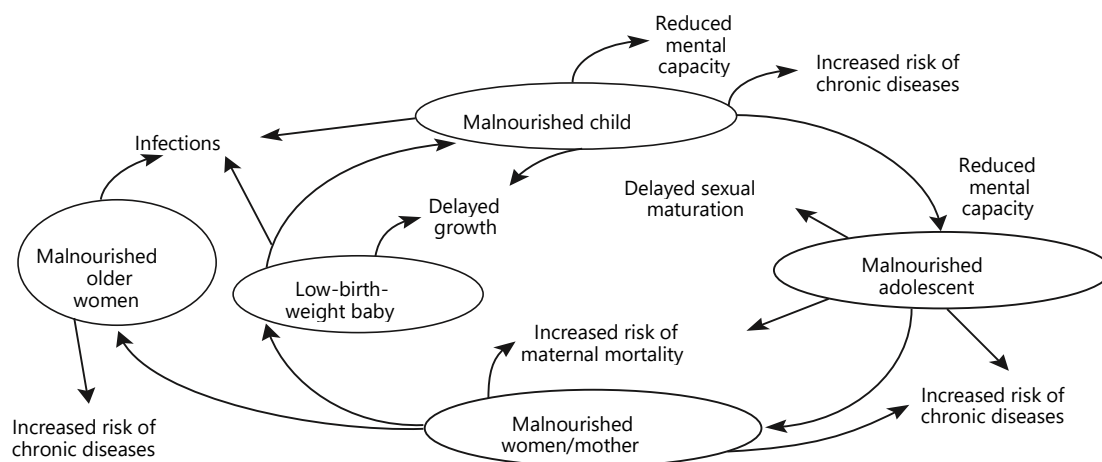 Reduced
mental
capacity
Increased risk of
chronic diseases
Malnourished child
Infections
Delayed sexual
maturation
Reduced
mental
capacity
Delayed
growth
Malnourished
older
women
Low-birth-
weight baby
Malnourished
adolescent
Increased risk of
maternal mortality
Increased risk of
chronic diseases
Malnourished
women/mother
Increased risk of
chronic diseases